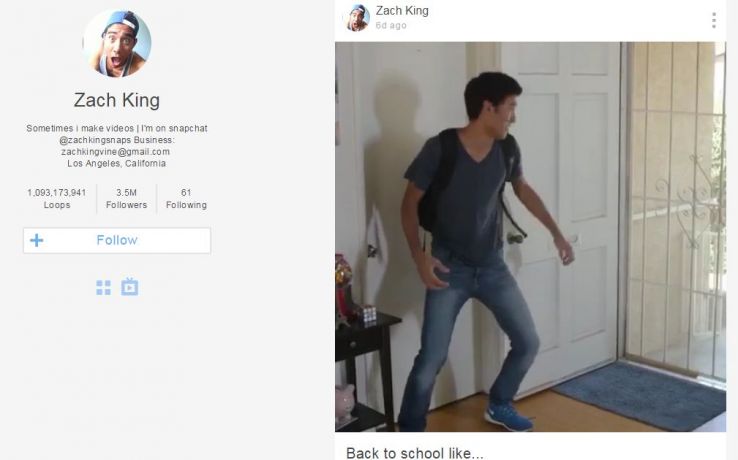 Zach King
Sometimes i make videos | I'm on snapchat
@zachkingsnaps Business:
zachkingvine@gmail.com
Los Angeles, California
1,093,173,941
Loops
3.5M
Followers
61
Following
Follow
Zach King
6d ago
Back to school like...